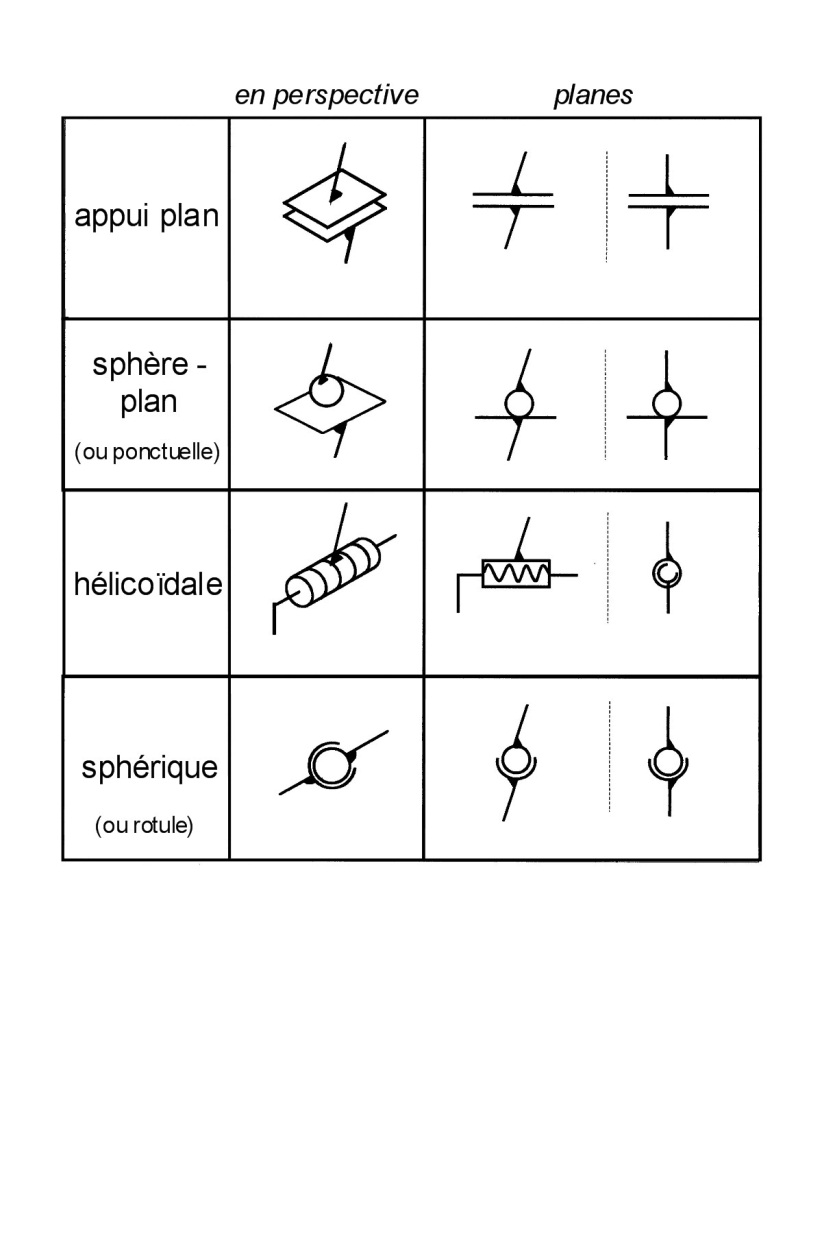 en perspective planes
appui plan
sphère -
plan
(ou ponctuelle)
hélicoïdale
sphérique
(ou rotule)